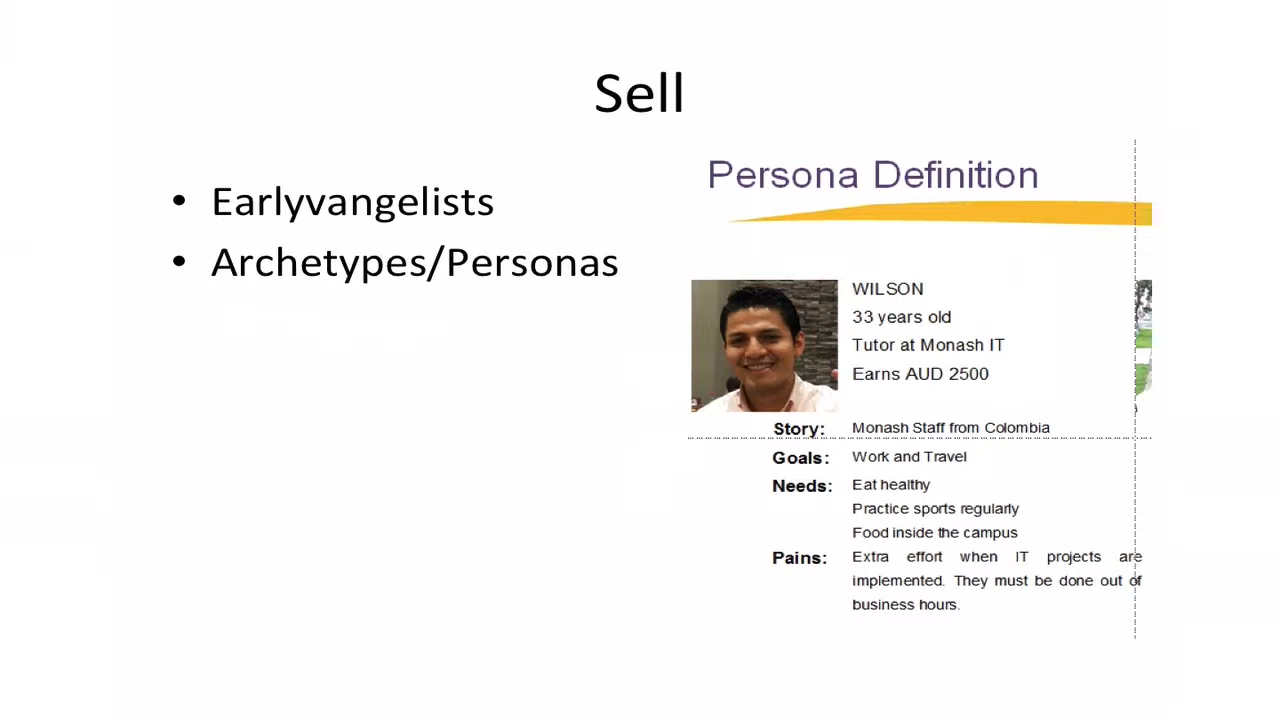 Sell
• Earlyvangelists
• Archetypes/Personas
Persona Definition
WILSON
33 years old
Tutor at Monash IT
Earns AUD 2500
Story: Monash Staff from Colombia
Goals: Work and Travel
Needs: Eat healthy
Practice sports regularly
Food inside the campus
Pains: Extra effort when IT projects are
implemented. They must be done out of
business hours.